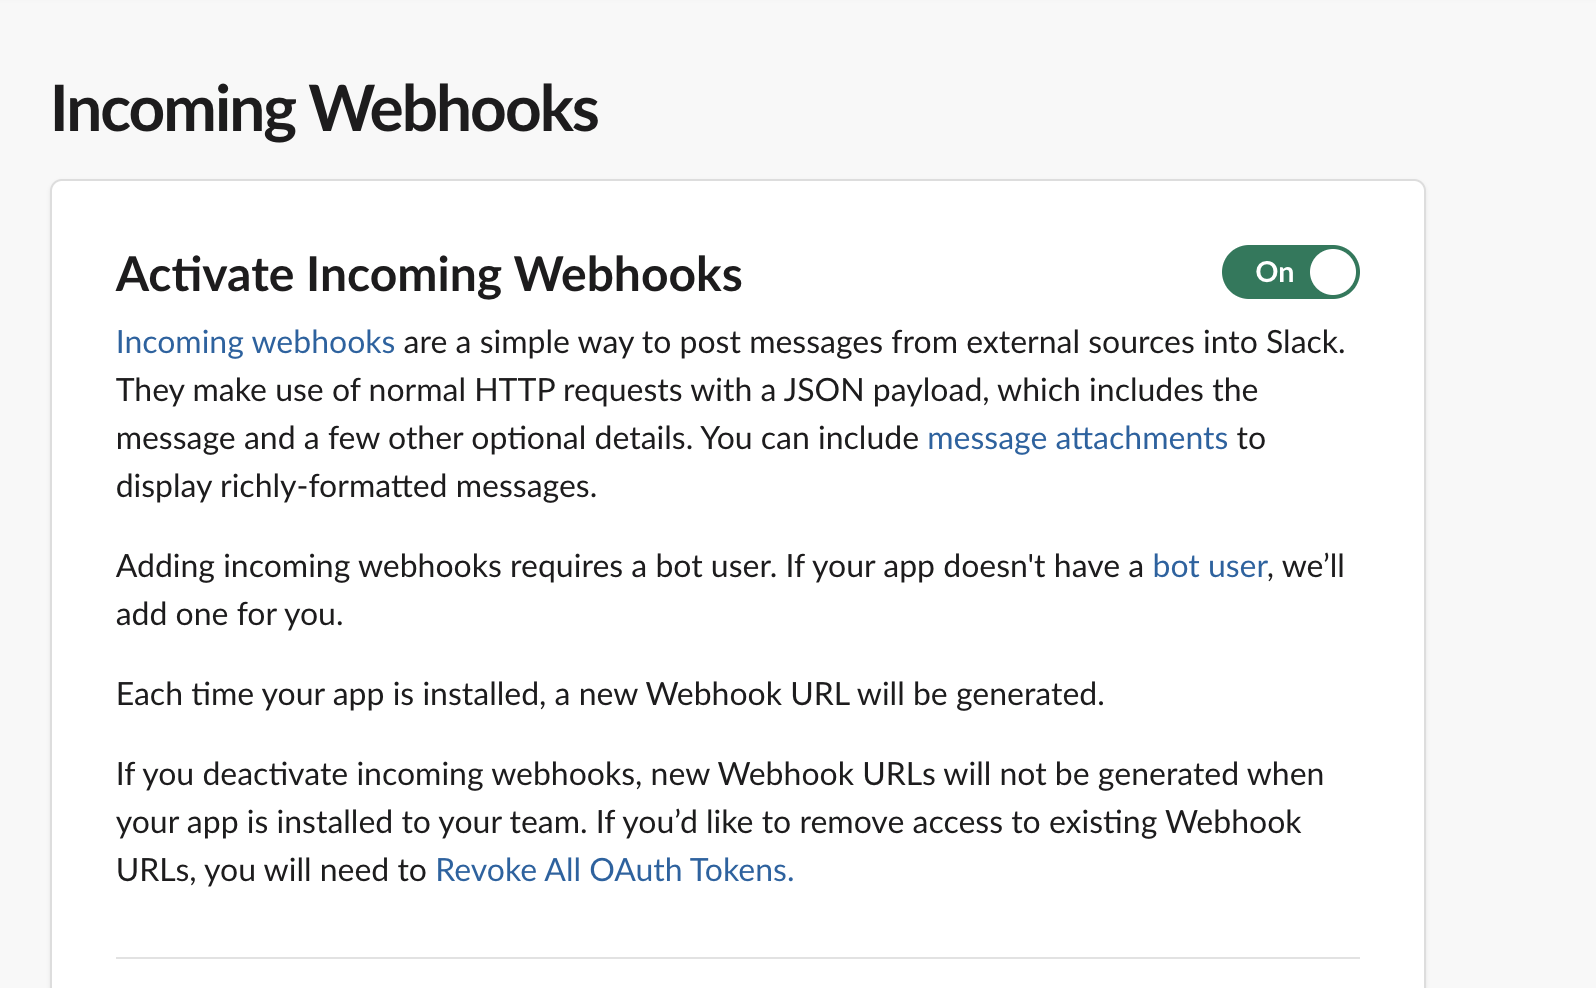 Incoming Webhooks
Activate Incoming Webhooks
On
Incoming webhooks are a simple way to post messages from external sources into Slack.
They make use of normal HTTP requests with a JSON payload, which includes the
message and a few other optional details. You can include message attachments to
display richly-formatted messages.
Adding incoming webhooks requires a bot user. If your app doesn't have a bot user, we’ll
add one for you.
Each time your app is installed, a new Webhook URL will be generated.
If you deactivate incoming webhooks, new Webhook URLs will not be generated when
your app is installed to your team. If you’d like to remove access to existing Webhook
URLs, you will need to Revoke All OAuth Tokens.